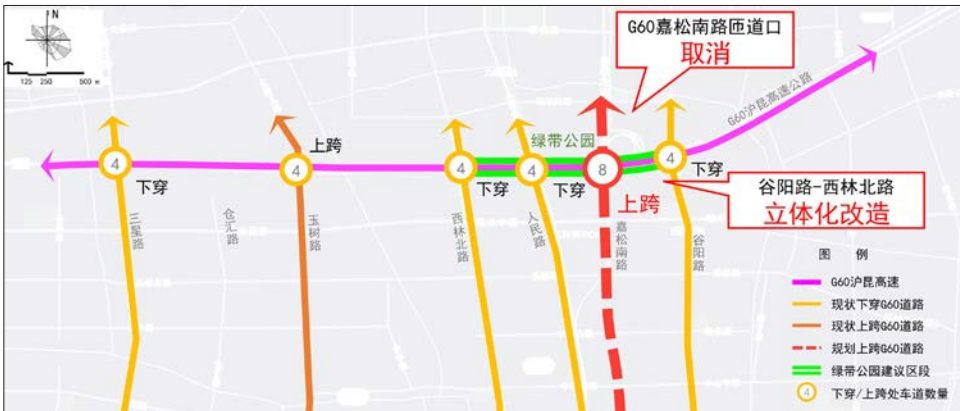 N
125 250 500 m
G60嘉松南路匝道口
取消
G60沪昆高速公路
绿带公园
上跨
4
4
4
4
8
4
下穿
下穿
下穿
上跨
下穿
谷阳路-西林北路
立体化改造
三星路
仓汇路
玉树路
西林北路
人民路
嘉松南路
谷阳路
图 例
G60沪昆高速
现状下穿G60道路
现状上跨G60道路
规划上跨G60道路
绿带公园建议区段
4 下穿/上跨处车道数量